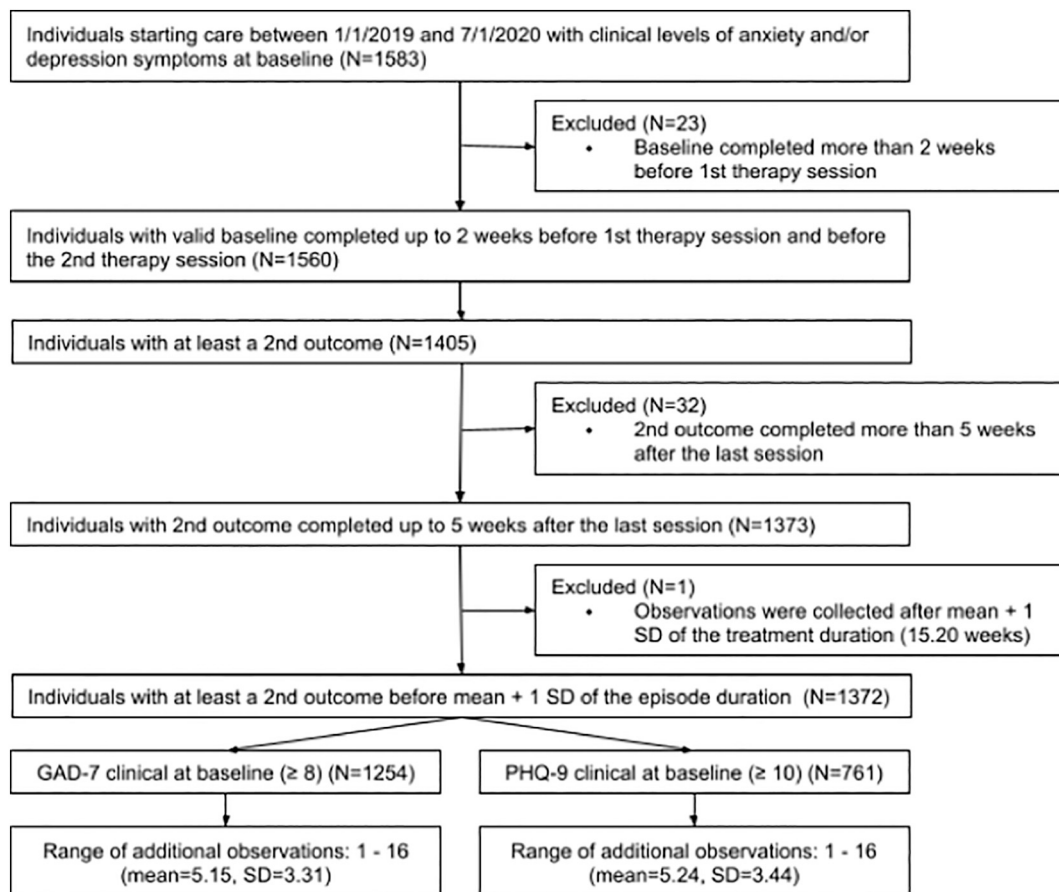 Individuals starting care between 1/1/2019 and 7/1/2020 with clinical levels of anxiety and/or
depression symptoms at baseline (N=1583)
Excluded (N=23)
• Baseline completed more than 2 weeks
before 1st therapy session
Individuals with valid baseline completed up to 2 weeks before 1st therapy session and before
the 2nd therapy session (N=1560)
Individuals with at least a 2nd outcome (N=1405)
Excluded (N=32)
• 2nd outcome completed more than 5 weeks
after the last session
Individuals with 2nd outcome completed up to 5 weeks after the last session (N=1373)
Excluded (N=1)
• Observations were collected after mean + 1
SD of the treatment duration (15.20 weeks)
Individuals with at least a 2nd outcome before mean + 1 SD of the episode duration (N=1372)
GAD-7 clinical at baseline (≥ 8) (N=1254)
PHQ-9 clinical at baseline (≥ 10) (N=761)
Range of additional observations: 1 - 16
(mean=5.15, SD=3.31)
Range of additional observations: 1 - 16
(mean=5.24, SD=3.44)